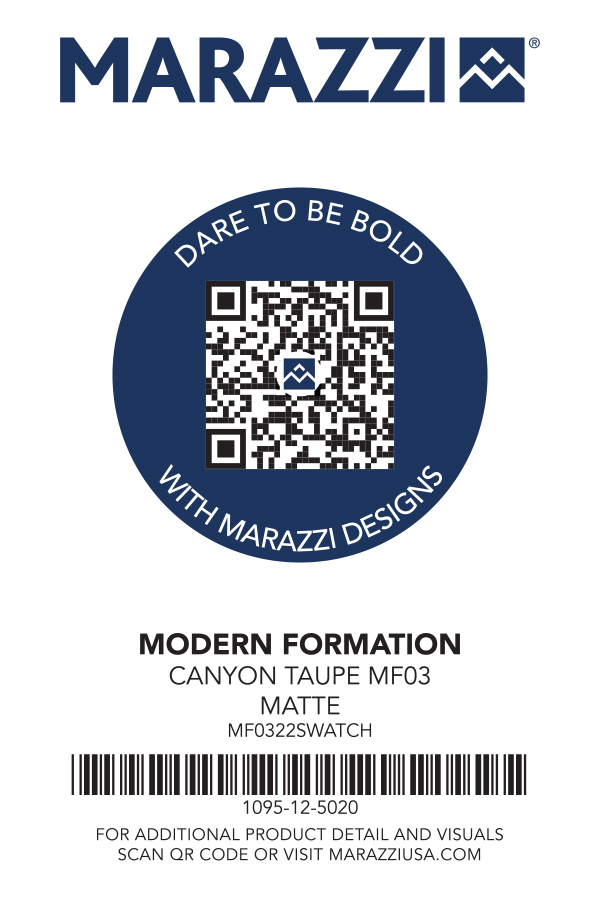 MARAZZI®
DARE TO BE BOLD
WITH MARAZZI DESIGNS
MODERN FORMATION
CANYON TAUPE MF03
MATTE
MF0322SWATCH
1095-12-5020
FOR ADDITIONAL PRODUCT DETAIL AND VISUALS
SCAN QR CODE OR VISIT MARAZZIUSA.COM